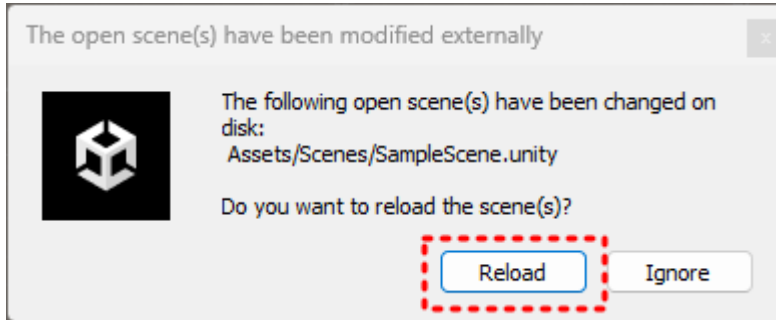 The open scene(s) have been modified externally
The following open scene(s) have been changed on
disk:
Assets/Scenes/SampleScene.unity
Do you want to reload the scene(s)?
Reload Ignore